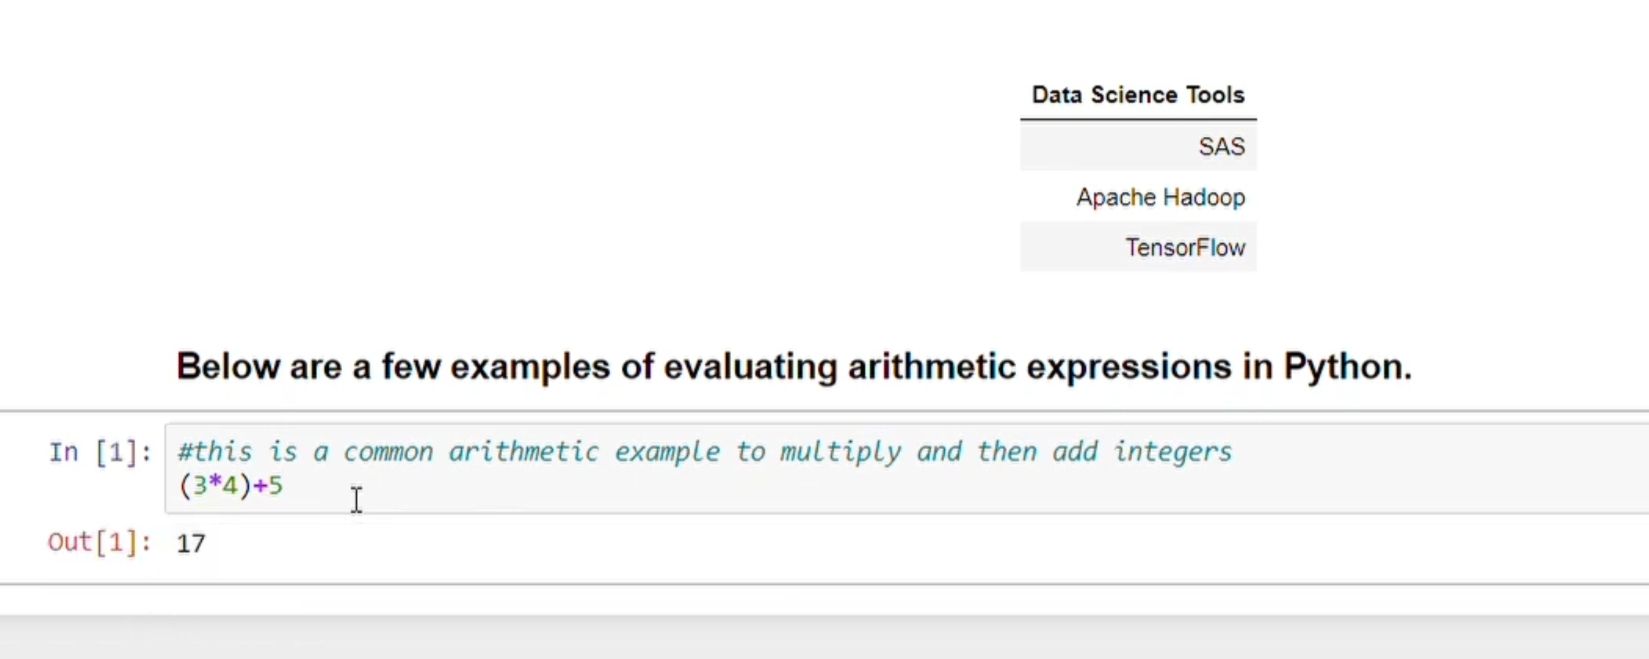 Data Science Tools
SAS
Apache Hadoop
TensorFlow
Below are a few examples of evaluating arithmetic expressions in Python.
In [1]: #this is a common arithmetic example to multiply and then add integers
(3*4)+5
Out[1]: 17